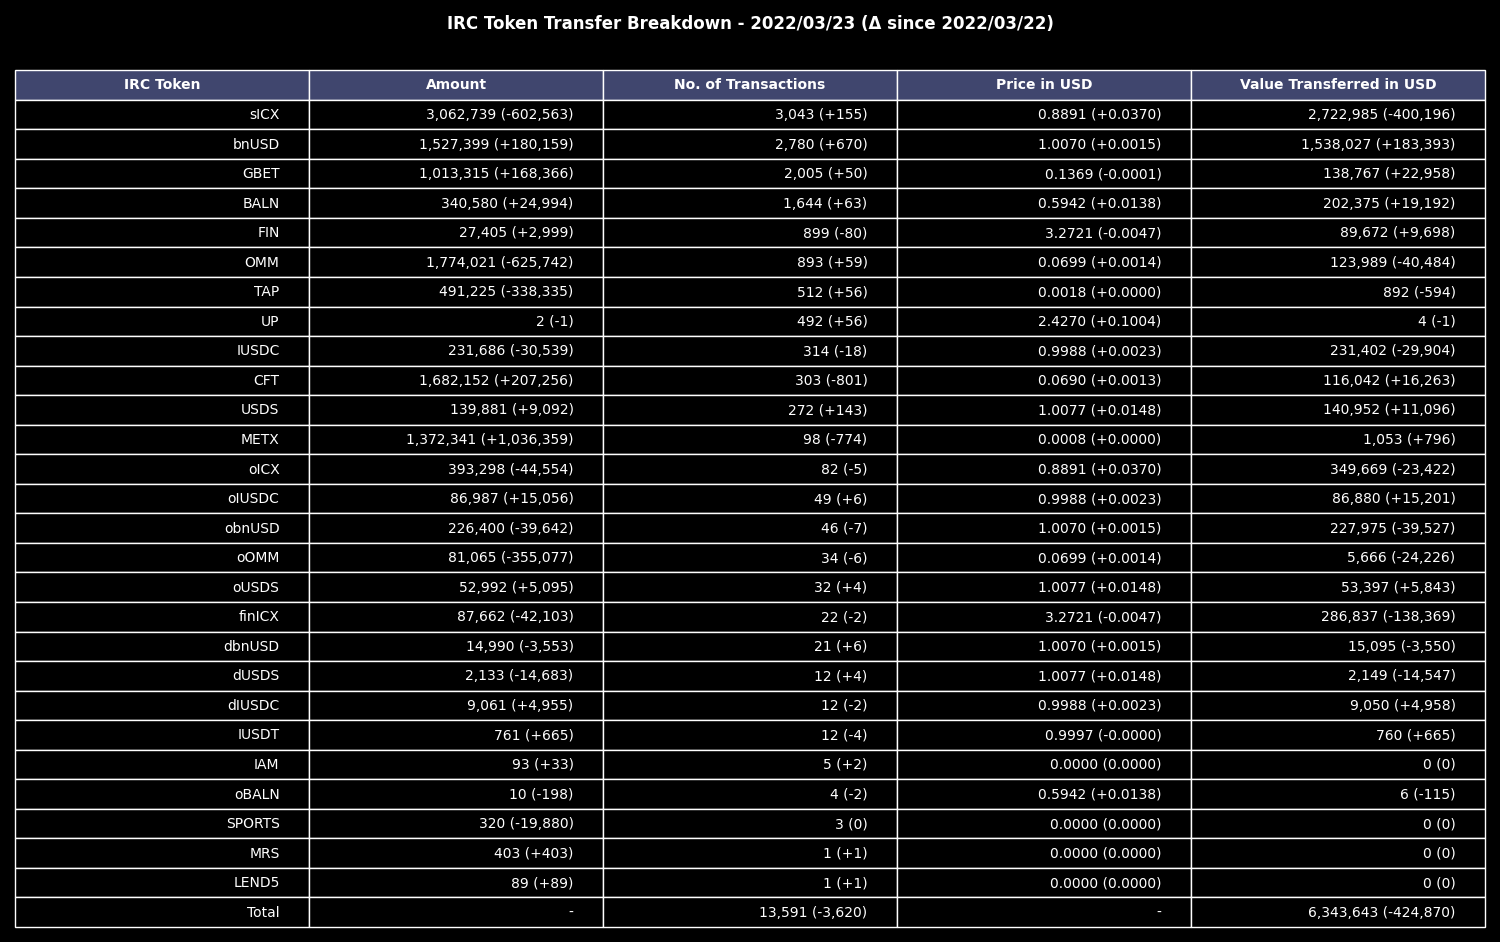 IRC Token Transfer Breakdown - 2022/03/23 (Δ since 2022/03/22)
IRC Token Amount No. of Transactions Price in USD Value Transferred in USD
sICX 3,062,739 (-602,563) 3,043 (+155) 0.8891 (+0.0370) 2,722,985 (-400,196)
bnUSD 1,527,399 (+180,159) 2,780 (+670) 1.0070 (+0.0015) 1,538,027 (+183,393)
GBET 1,013,315 (+168,366) 2,005 (+50) 0.1369 (-0.0001) 138,767 (+22,958)
BALN 340,580 (+24,994) 1,644 (+63) 0.5942 (+0.0138) 202,375 (+19,192)
FIN 27,405 (+2,999) 899 (-80) 3.2721 (-0.0047) 89,672 (+9,698)
OMM 1,774,021 (-625,742) 893 (+59) 0.0699 (+0.0014) 123,989 (-40,484)
TAP 491,225 (-338,335) 512 (+56) 0.0018 (+0.0000) 892 (-594)
UP 2 (-1) 492 (+56) 2.4270 (+0.1004) 4 (-1)
IUSDC 231,686 (-30,539) 314 (-18) 0.9988 (+0.0023) 231,402 (-29,904)
CFT 1,682,152 (+207,256) 303 (-801) 0.0690 (+0.0013) 116,042 (+16,263)
USDS 139,881 (+9,092) 272 (+143) 1.0077 (+0.0148) 140,952 (+11,096)
METX 1,372,341 (+1,036,359) 98 (-774) 0.0008 (+0.0000) 1,053 (+796)
oICX 393,298 (-44,554) 82 (-5) 0.8891 (+0.0370) 349,669 (-23,422)
oIUSDC 86,987 (+15,056) 49 (+6) 0.9988 (+0.0023) 86,880 (+15,201)
obnUSD 226,400 (-39,642) 46 (-7) 1.0070 (+0.0015) 227,975 (-39,527)
oOMM 81,065 (-355,077) 34 (-6) 0.0699 (+0.0014) 5,666 (-24,226)
oUSDS 52,992 (+5,095) 32 (+4) 1.0077 (+0.0148) 53,397 (+5,843)
finICX 87,662 (-42,103) 22 (-2) 3.2721 (-0.0047) 286,837 (-138,369)
dbnUSD 14,990 (-3,553) 21 (+6) 1.0070 (+0.0015) 15,095 (-3,550)
dUSDS 2,133 (-14,683) 12 (+4) 1.0077 (+0.0148) 2,149 (-14,547)
dIUSDC 9,061 (+4,955) 12 (-2) 0.9988 (+0.0023) 9,050 (+4,958)
IUSDT 761 (+665) 12 (-4) 0.9997 (-0.0000) 760 (+665)
IAM 93 (+33) 5 (+2) 0.0000 (0.0000) 0 (0)
oBALN 10 (-198) 4 (-2) 0.5942 (+0.0138) 6 (-115)
SPORTS 320 (-19,880) 3 (0) 0.0000 (0.0000) 0 (0)
MRS 403 (+403) 1 (+1) 0.0000 (0.0000) 0 (0)
LEND5 89 (+89) 1 (+1) 0.0000 (0.0000) 0 (0)
Total - 13,591 (-3,620) - 6,343,643 (-424,870)